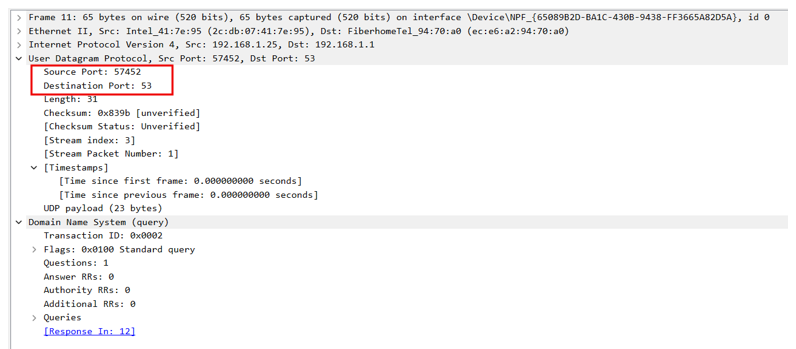 Frame 11: 65 bytes on wire (520 bits), 65 bytes captured (520 bits) on interface \Device\NPF_{65089B2D-BA1C-430B-9438-FF3665A82D5A}, id 0
Ethernet II, Src: Intel_41:7e:95 (2c:db:07:41:7e:95), Dst: FiberhomeTel_94:70:a0 (ec:e6:a2:94:70:a0)
Internet Protocol Version 4, Src: 192.168.1.25, Dst: 192.168.1.1
User Datagram Protocol, Src Port: 57452, Dst Port: 53
Source Port: 57452
Destination Port: 53
Length: 31
Checksum: 0x839b [unverified]
[Checksum Status: Unverified]
[Stream index: 3]
[Stream Packet Number: 1]
[Timestamps]
[Time since first frame: 0.000000000 seconds]
[Time since previous frame: 0.000000000 seconds]
UDP payload (23 bytes)
Domain Name System (query)
Transaction ID: 0x0002
Flags: 0x0100 Standard query
Questions: 1
Answer RRs: 0
Authority RRs: 0
Additional RRs: 0
Queries
[Response In: 12]